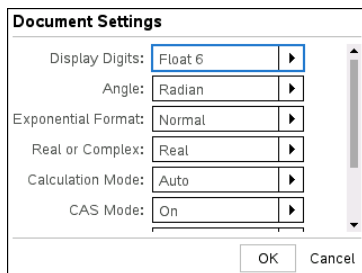 Document Settings
Display Digits: Float 6
Angle: Radian
Exponential Format: Normal
Real or Complex: Real
Calculation Mode: Auto
CAS Mode: On
OK Cancel